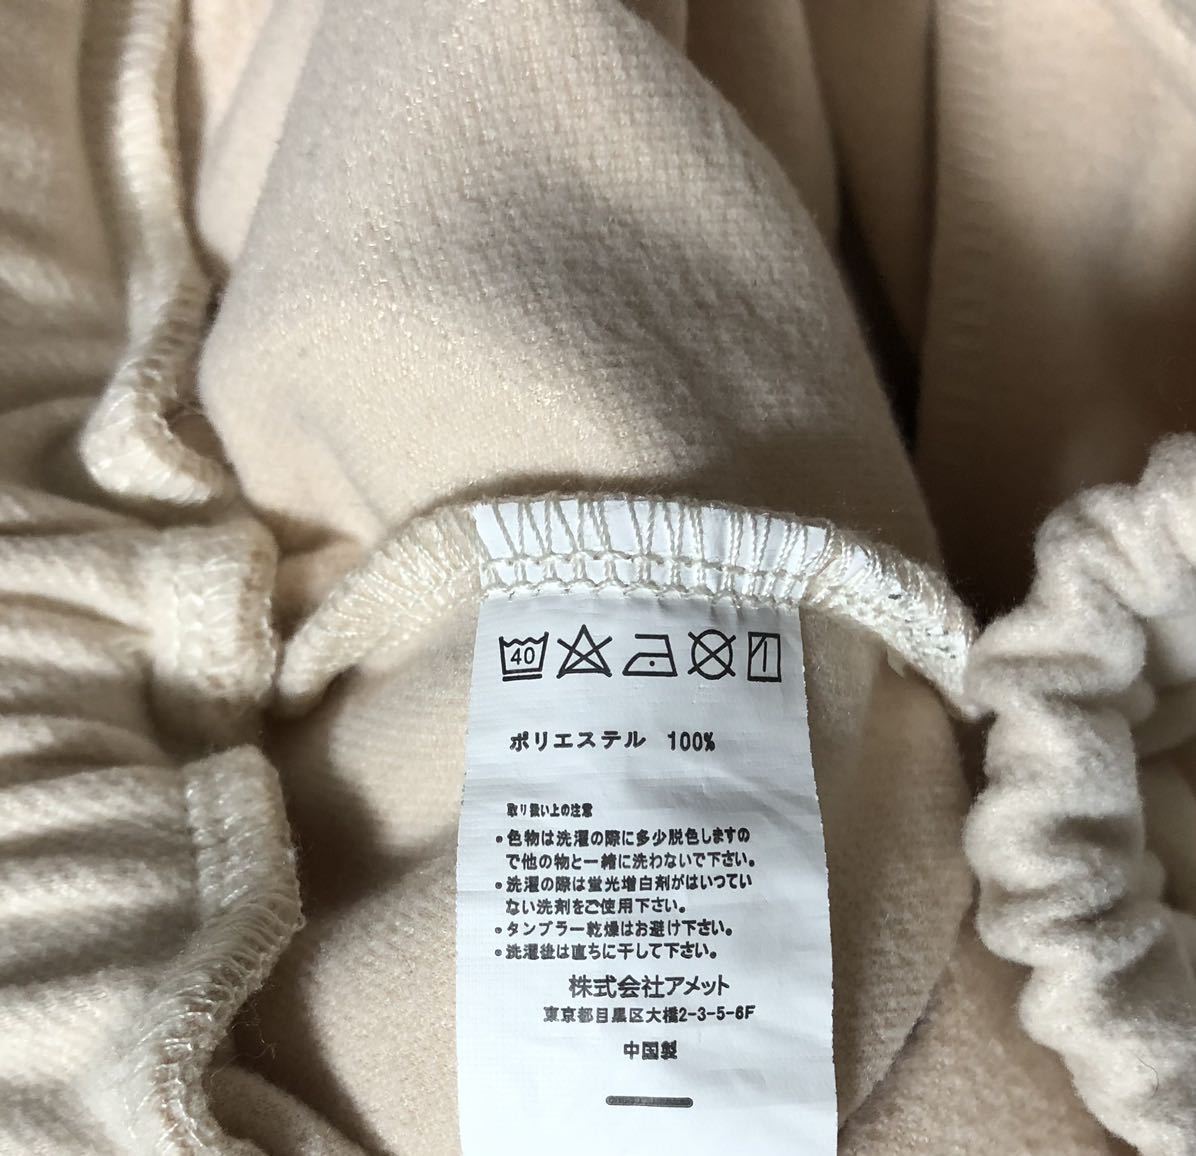 40
ポリエステル 100%
取り扱い上の注意
・色物は洗濯の際に多少脱色しますの
で他の物と一緒に洗わないで下さい。
・洗濯の際は蛍光増白剤がはいってい
ない洗剤をご使用下さい。
・タンブラー乾燥はお避け下さい。
・洗濯後は直ちに干して下さい。
株式会社アメット
東京都目黒区大橋2-3-5-6F
中国製